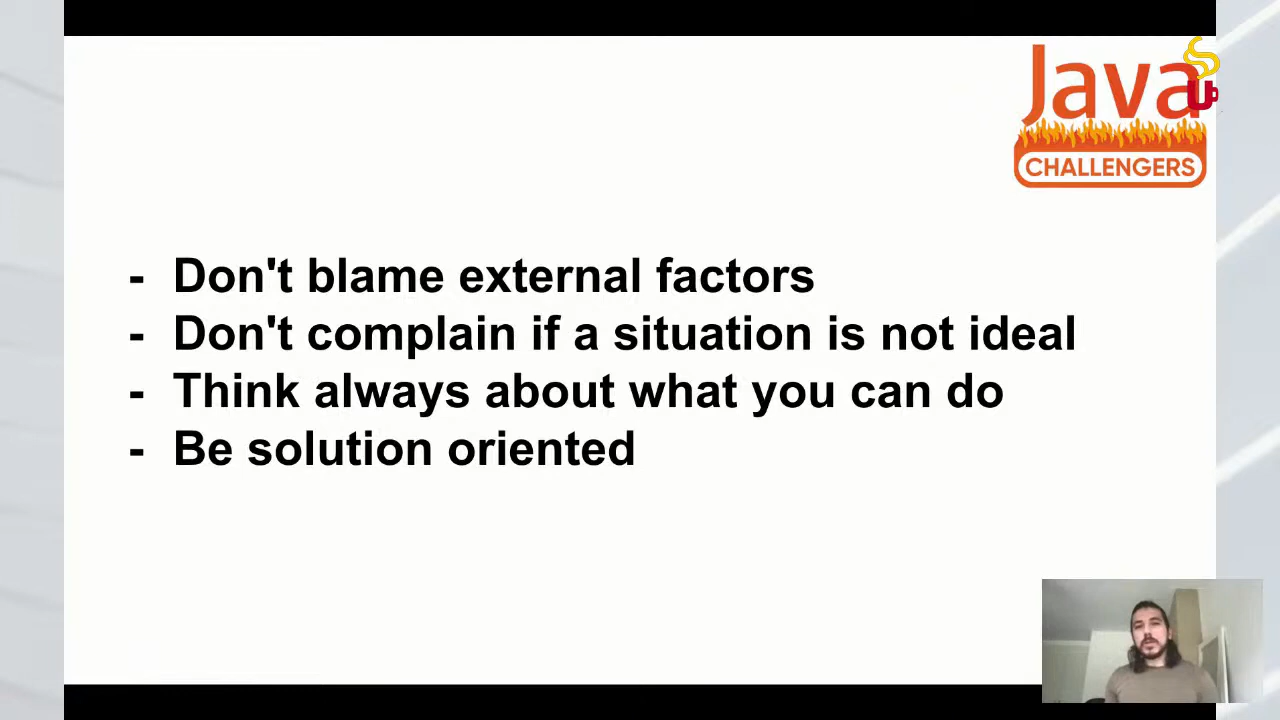 Java
CHALLENGERS
- Don't blame external factors
- Don't complain if a situation is not ideal
- Think always about what you can do
- Be solution oriented